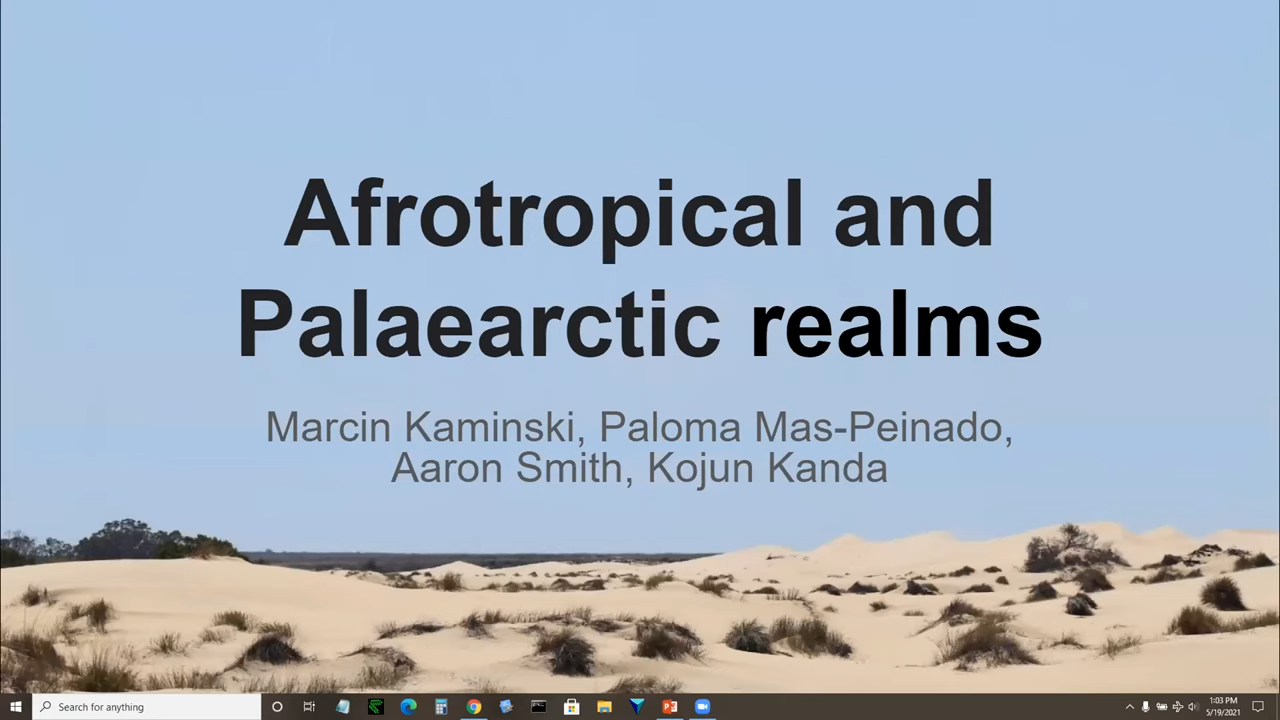 Afrotropical and
Palaearctic realms
Marcin Kaminski, Paloma Mas-Peinado,
Aaron Smith, Kojun Kanda
Search for anything
1:03 PM
5/19/2021